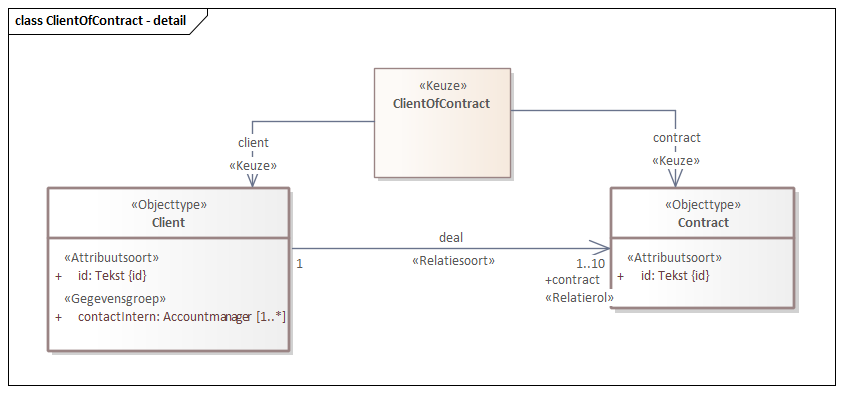 class ClientOfContract - detail
«Keuze»
ClientOfContract
client
«Keuze»
contract
«Keuze»
«Objecttype»
Client
«Attribuutsoort»
+ id: Tekst {id}
«Gegevensgroep»
+ contactIntern: Accountmanager [1..*]
deal
«Relatiesoort»
1
1..10
+contract
«Relatierol»
«Objecttype»
Contract
«Attribuutsoort»
+ id: Tekst {id}